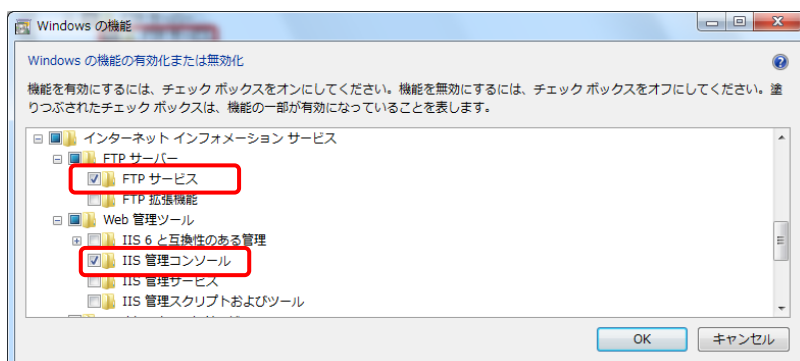 Windows の機能
Windows の機能の有効化または無効化
機能を有効にするには、チェック ボックスをオンにしてください。機能を無効にするには、チェック ボックスをオフにしてください。塗
りつぶされたチェック ボックスは、機能の一部が有効になっていることを表します。
インターネット インフォメーション サービス
FTP サーバー
FTP サービス
FTP 拡張機能
Web 管理ツール
IIS 6 と互換性のある管理
IIS 管理コンソール
IIS 管理サービス
IIS 管理スクリプトおよびツール
OK
キャンセル